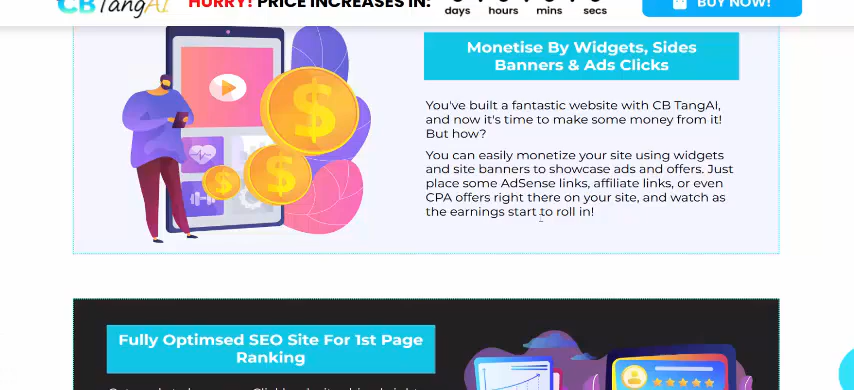 CBTangAI
HURRY! PRICE INCREASES IN:
days hours mins secs
BUY NOW!
Monetise By Widgets, Sides
Banners & Ads Clicks
You've built a fantastic website with CB TangAI,
and now it's time to make some money from it!
But how?
You can easily monetize your site using widgets
and site banners to showcase ads and offers. Just
place some AdSense links, affiliate links, or even
CPA offers right there on your site, and watch as
the earnings start to roll in!
Fully Optimsed SEO Site For 1st Page
Ranking